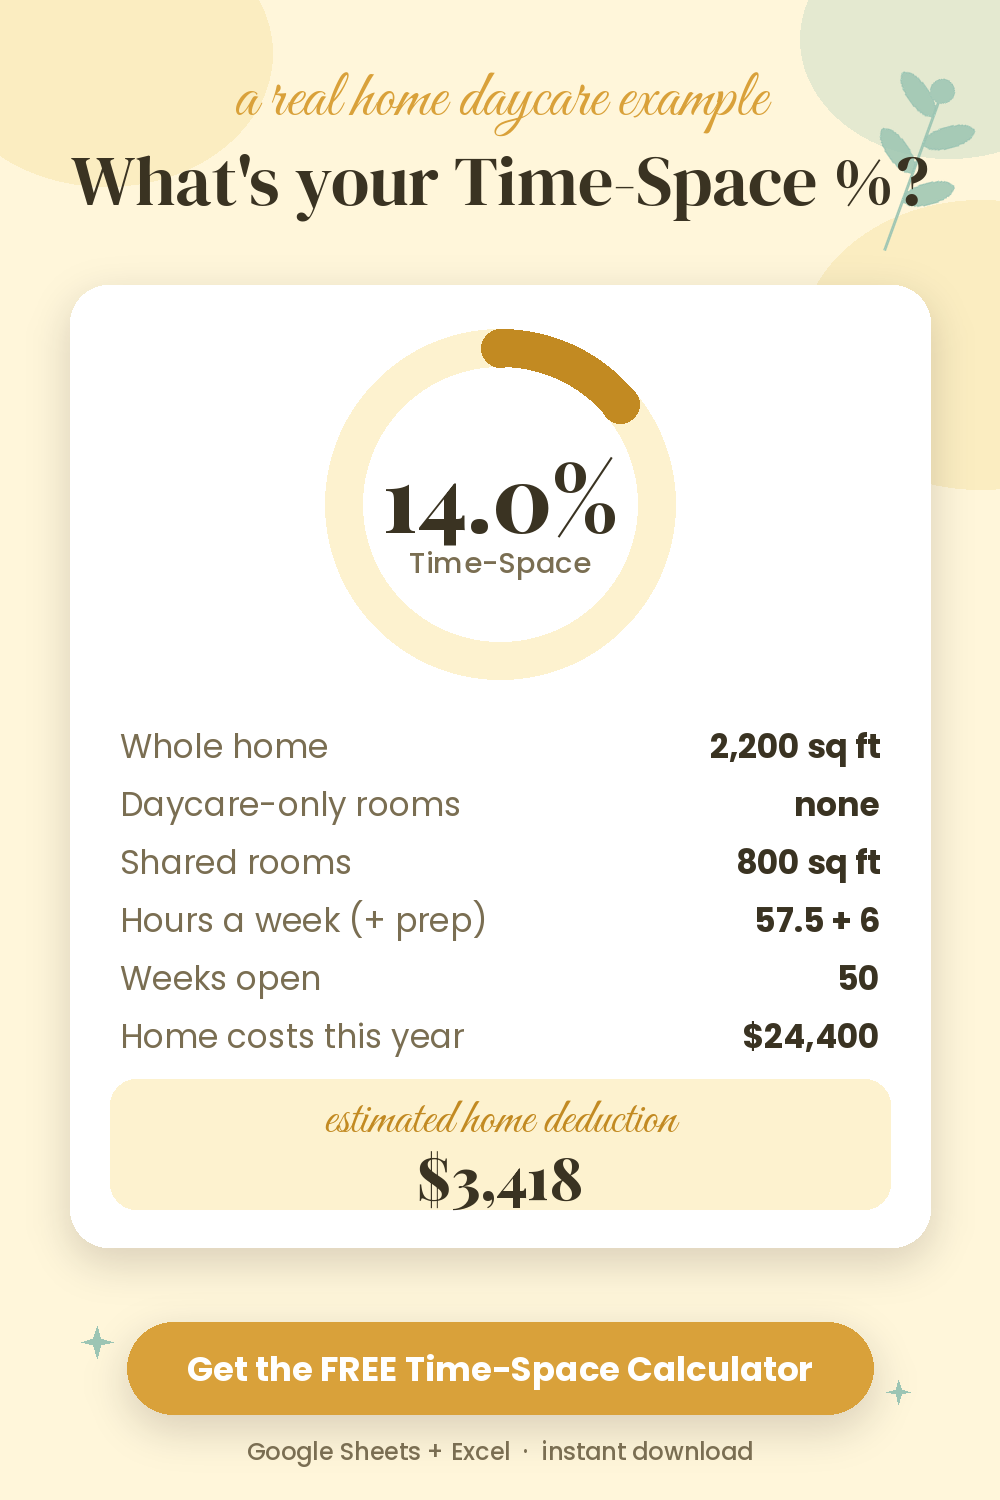 a real home daycare example
What's your Time-Space %?
14.0%
Time-Space
Whole home 2,200 sq ft
Daycare-only rooms none
Shared rooms 800 sq ft
Hours a week (+ prep) 57.5 + 6
Weeks open 50
Home costs this year $24,400
estimated home deduction
$3,418
Get the FREE Time-Space Calculator
Google Sheets + Excel · instant download